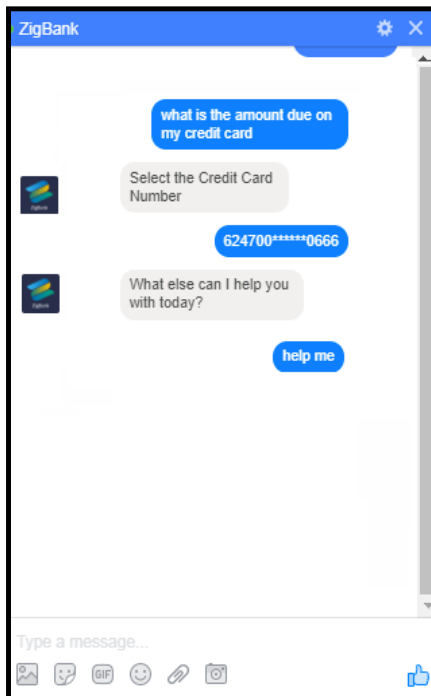 ZigBank
what is the amount due on
my credit card
Select the Credit Card
Number
624700******0666
What else can I help you
with today?
help me
Type a message...
GIF